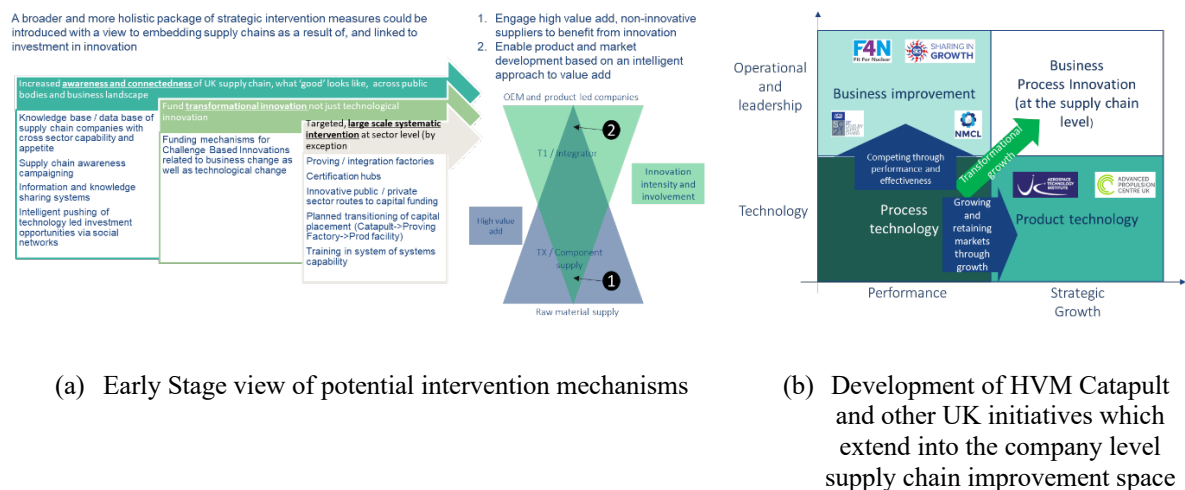 A broader and more holistic package of strategic intervention measures could be
introduced with a view to embedding supply chains as a result of, and linked to
investment in innovation
Increased awareness and connectedness of UK supply chain, what 'good' looks like, across public
bodies and business landscape
Fund transformational innovation not just technological
innovation
Targeted, large scale systematic
intervention at sector level (by
exception
Knowledge base / data base of
supply chain companies with
cross sector capability and
appetite
Supply chain awareness
campaigning
Information and knowledge
sharing systems
Intelligent pushing of
technology led investment
opportunities via social
networks
Funding mechanisms for
Challenge Based Innovations
related to business change as
well as technological change
Proving / integration factories
Certification hubs
Innovative public / private
sector routes to capital funding
Planned transitioning of capital
placement (Catapult->Proving
Factory->Prod facility)
Training in system of systems
capability
1. Engage high value add, non-innovative
suppliers to benefit from innovation
2. Enable product and market
development based on an intelligent
approach to value add
OEM and product led companies
2
T1 / Integrator
Innovation
intensity and
involvement
High value
add
TX / Component
supply
1
Raw material supply
Operational
and
leadership
Technology
F4N
Fit For Nuclear
SHARING IN
GROWTH
Business improvement
NMCL
Competing through
performance and
effectiveness
Business
Process Innovation
(at the supply chain
level)
Transformational
growth
Process
technology
Growing
and
retaining
markets
through
growth
AEROSPACE
TECHNOLOGY
INSTITUTE
ADVANCED
PROPULSION
CENTRE UK
Product technology
Performance
Strategic
Growth
(a) Early Stage view of potential intervention mechanisms
(b) Development of HVM Catapult
and other UK initiatives which
extend into the company level
supply chain improvement space